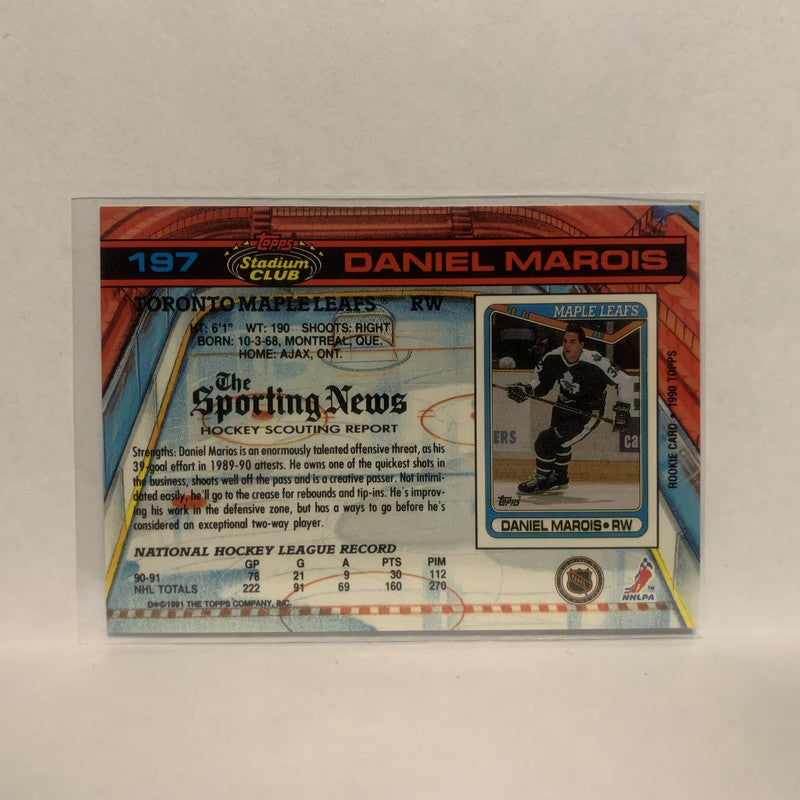 197
TOPPS
Stadium
CLUB
DANIEL MAROIS
TORONTO MAPLE LEAFS RW
HT: 6'1" WT: 190 SHOOTS: RIGHT
BORN: 10-3-68, MONTREAL, QUE.
HOME: AJAX, ONT.
The
Sporting News
HOCKEY SCOUTING REPORT
Strengths: Daniel Marios is an enormously talented offensive threat, as his
39-goal effort in 1989-90 attests. He owns one of the quickest shots in
the business, shoots well off the pass and is a creative passer. Not intimi-
dated easily, he'll go to the crease for rebounds and tip-ins. He's improv-
ing his work in the defensive zone, but has a ways to go before he's
considered an exceptional two-way player.
NATIONAL HOCKEY LEAGUE RECORD
GP G A PTS PIM
90-91 78 21 9 30 112
NHL TOTALS 222 91 69 160 270
D*©1991 THE TOPPS COMPANY, INC.
MAPLE LEAFS
ERS
Ca
TOPPS
DANIEL MAROIS • RW
ROOKIE CARD - 1990 TOPPS
NHL
NHLPA
TM